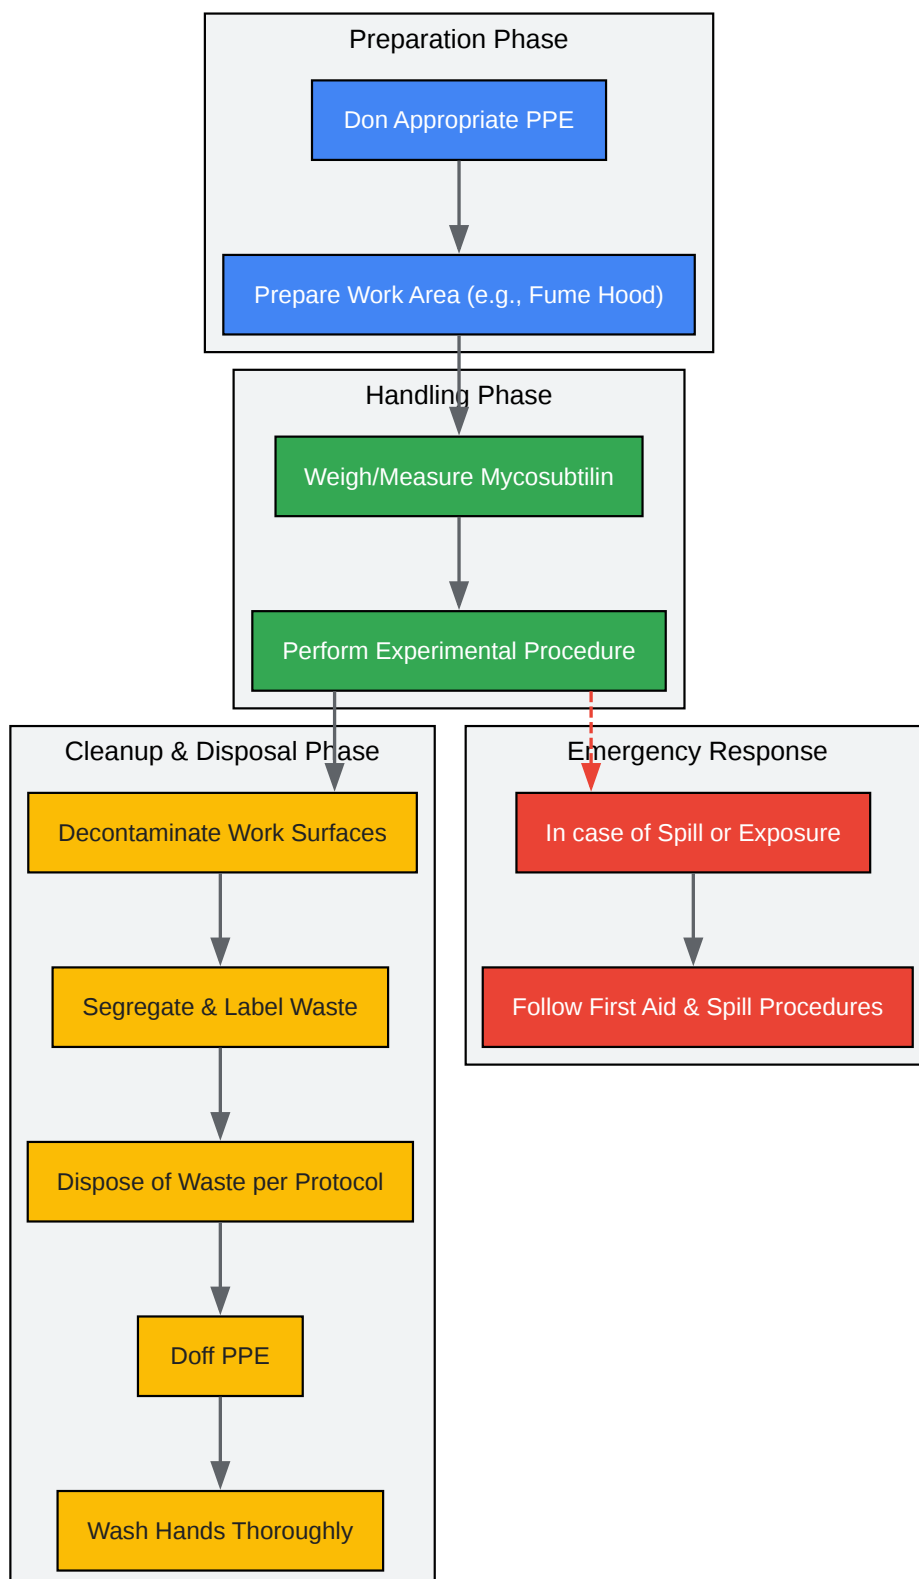 Preparation Phase
Don Appropriate PPE
Prepare Work Area (e.g., Fume Hood)
Handling Phase
Weigh/Measure Mycosubtilin
Perform Experimental Procedure
Cleanup & Disposal Phase
Decontaminate Work Surfaces
Segregate & Label Waste
Dispose of Waste per Protocol
Doff PPE
Wash Hands Thoroughly
Emergency Response
In case of Spill or Exposure
Follow First Aid & Spill Procedures